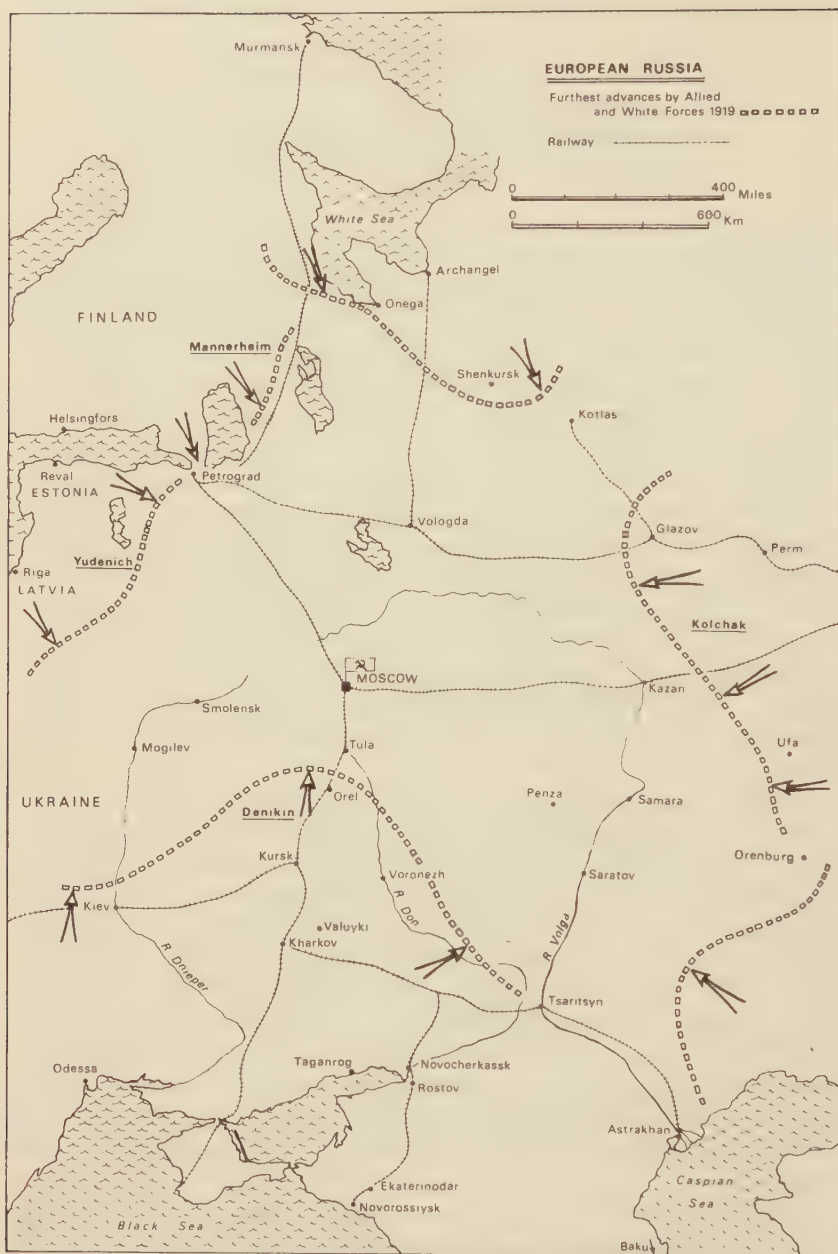 Murmansk
EUROPEAN RUSSIA
Furthest advances by Allied
and White Forces 1919
Railway
0 400 Miles
0 600 Km
White Sea
Archangel
Onega
FINLAND
Mannerheim
Shenkursk
Kotlas
Helsingfors
Reval
ESTONIA
Petrograd
Vologda
Glazov
Perm
Yudenich
Riga
LATVIA
Kolchak
MOSCOW
Kazan
Smolensk
Mogilev
Tula
Ufa
UKRAINE
Denikin
Orel
Penza
Samara
Orenburg
Kursk
Voronezh
Saratov
Kiev
R Don
R Volga
Valuyki
Kharkov
R Dnieper
Tsaritsyn
Odessa
Taganrog
Novocherkassk
Rostov
Astrakhan
Ekaterinodar
Novorossiysk
Caspian
Sea
Black Sea
Baku